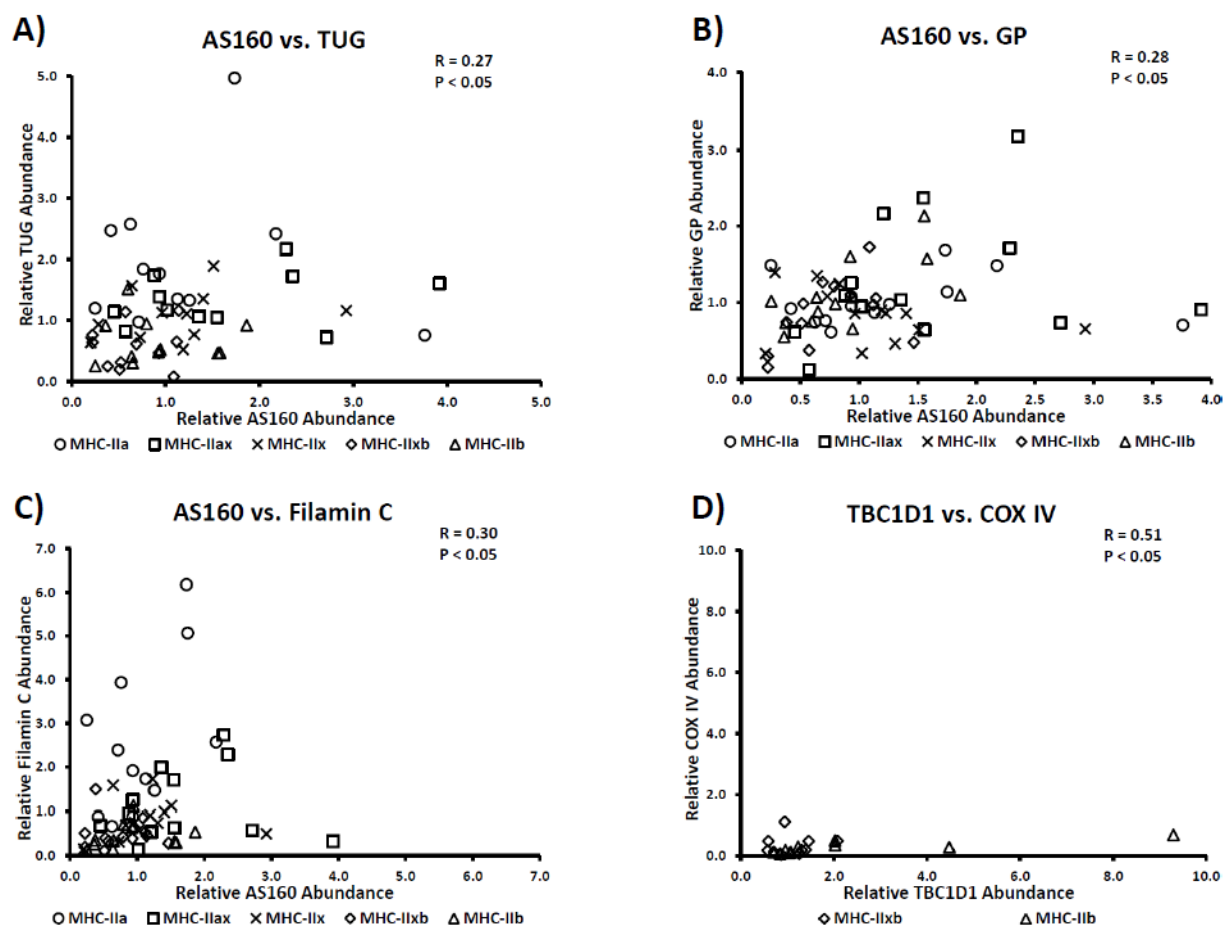 A)
AS160 vs. TUG
R = 0.27
P < 0.05
Relative TUG Abundance
5.0
4.0
3.0
2.0
1.0
0.0
0.0 1.0 2.0 3.0 4.0 5.0
Relative AS160 Abundance
MHC-IIa MHC-IIax MHC-IIx MHC-IIxb MHC-IIb
B)
AS160 vs. GP
R = 0.28
P < 0.05
Relative GP Abundance
4.0
3.0
2.0
1.0
0.0
0.0 0.5 1.0 1.5 2.0 2.5 3.0 3.5 4.0
Relative AS160 Abundance
MHC-IIa MHC-IIax MHC-IIx MHC-IIxb MHC-IIb
C)
AS160 vs. Filamin C
R = 0.30
P < 0.05
Relative Filamin C Abundance
7.0
6.0
5.0
4.0
3.0
2.0
1.0
0.0
0.0 1.0 2.0 3.0 4.0 5.0 6.0 7.0
Relative AS160 Abundance
MHC-IIa MHC-IIax MHC-IIx MHC-IIxb MHC-IIb
D)
TBC1D1 vs. COX IV
R = 0.51
P < 0.05
Relative COX IV Abundance
10.0
8.0
6.0
4.0
2.0
0.0
0.0 2.0 4.0 6.0 8.0 10.0
Relative TBC1D1 Abundance
MHC-IIxb MHC-IIb